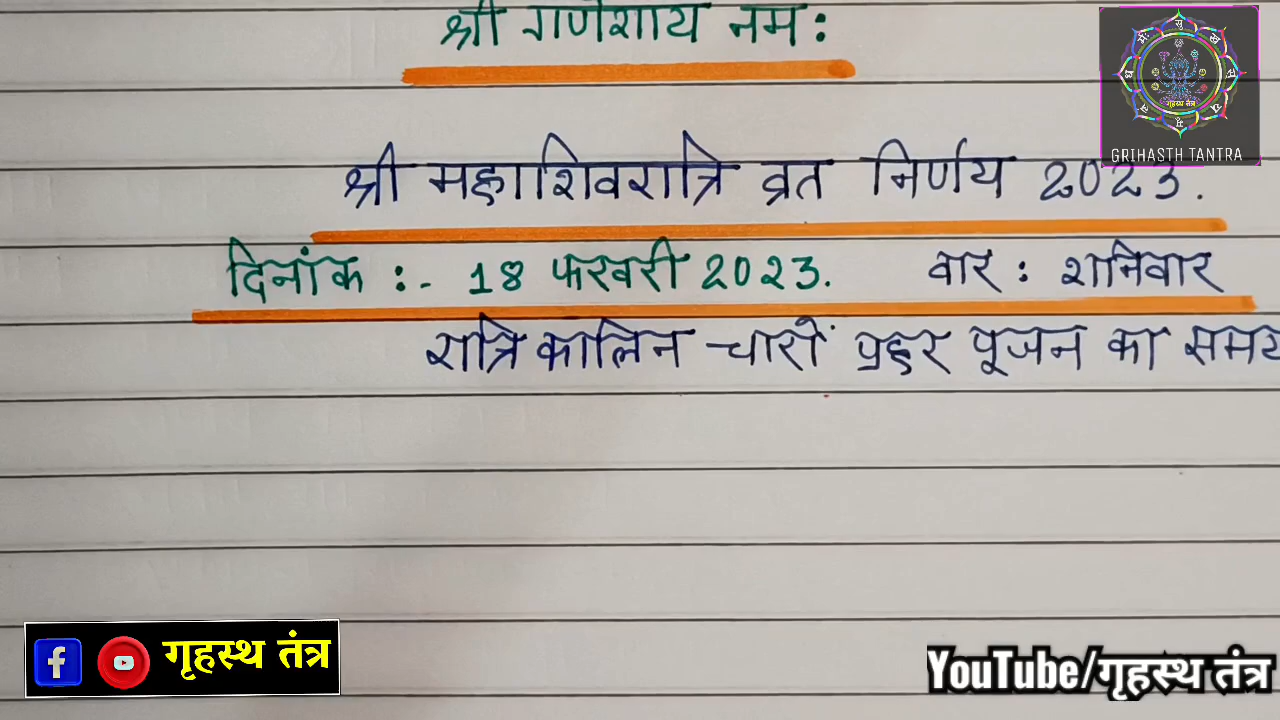 श्री गणेशाय नमः
श्री महाशिवरात्रि व्रत निर्णय 2023.
दिनांक :- 18 फरवरी 2023. वार : शनिवार
रात्रि कालिन चारों प्रहर पूजन का समय
GRIHASTH TANTRA
गृहस्थ तंत्र
गृहस्थ तंत्र
YouTube/गृहस्थ तंत्र